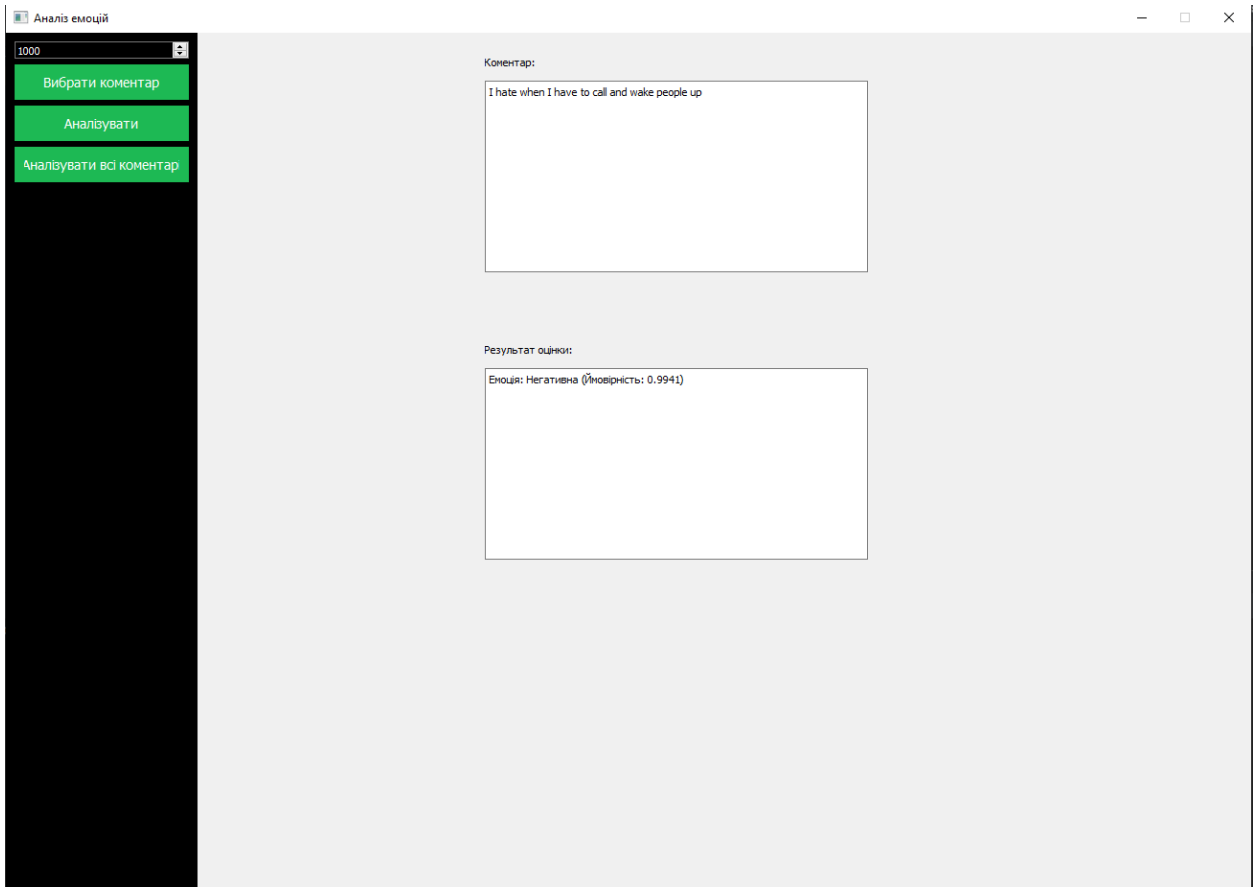 Аналіз емоцій
1000
Вибрати коментар
Аналізувати
Аналізувати всі коментар
Коментар:
I hate when I have to call and wake people up
Результат оцінки:
Емоція: Негативна (Ймовірність: 0.9941)